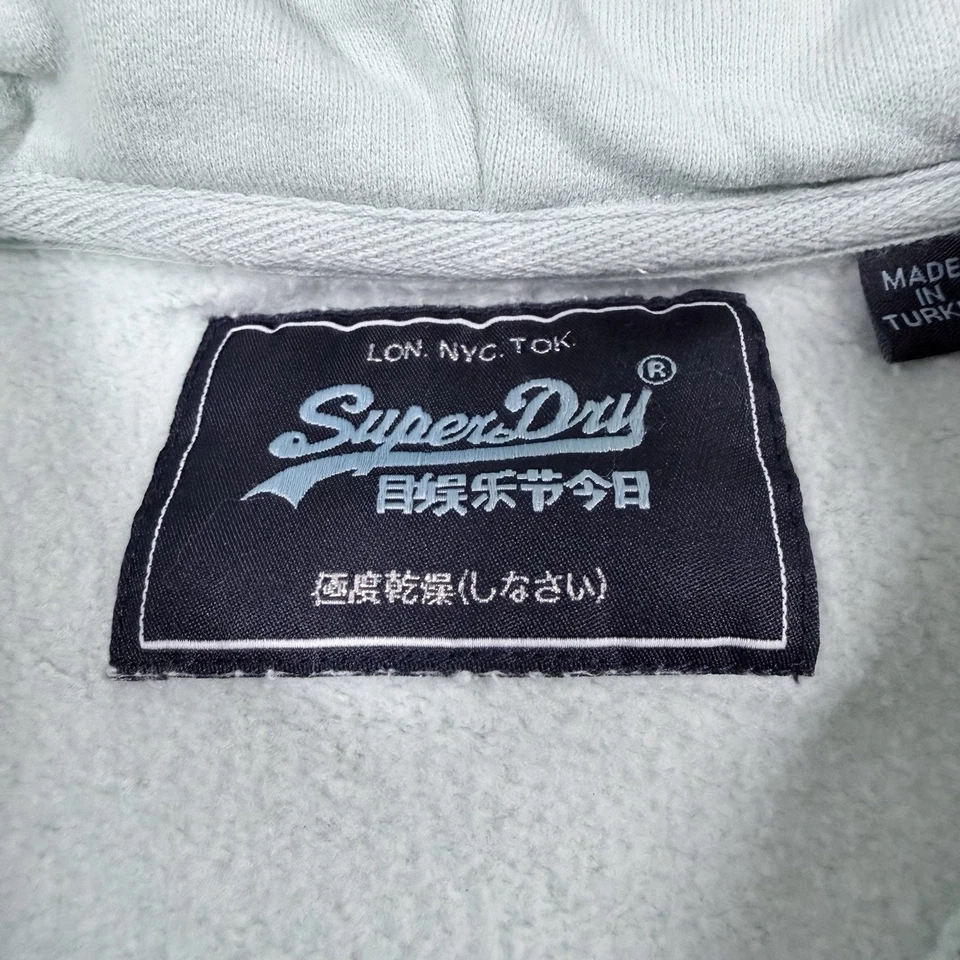 LON. NYC. TOK.
SuperDry®
目娱乐节今日
極度乾燥(しなさい)
MADE
IN
TURK